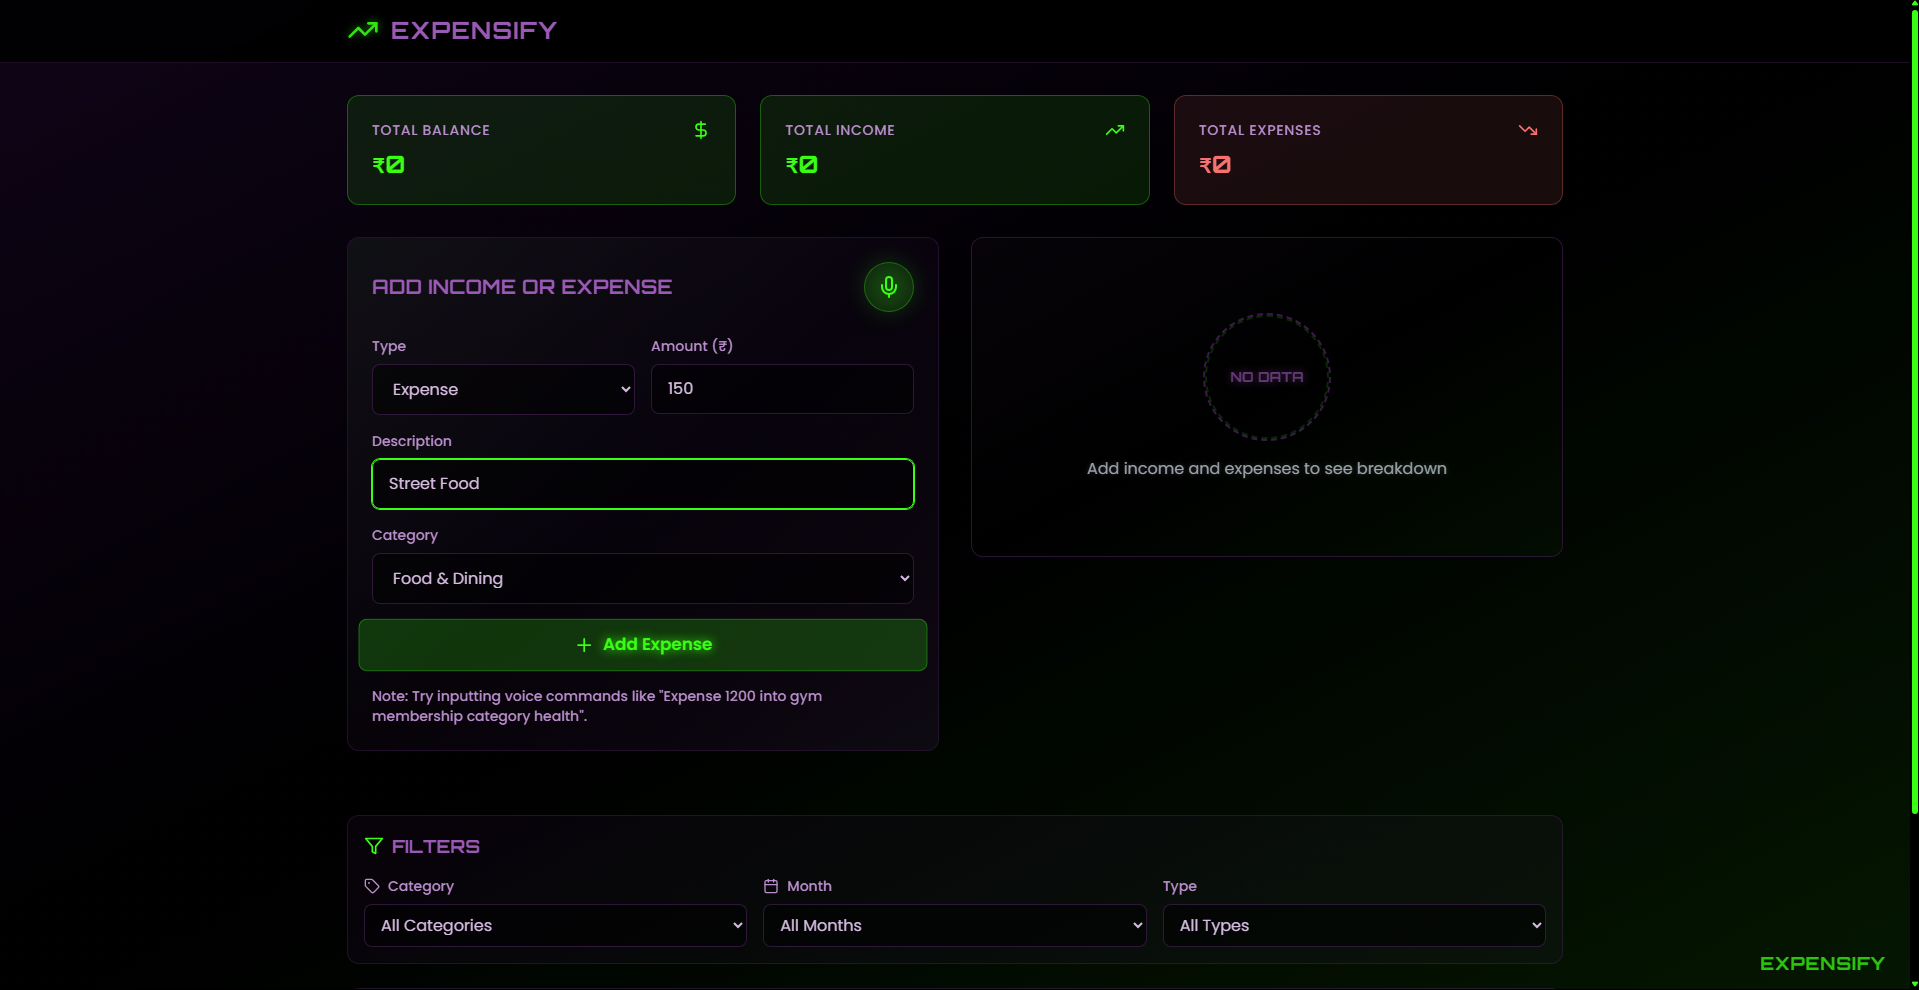 EXPENSIFY
TOTAL BALANCE
₹0
TOTAL INCOME
₹0
TOTAL EXPENSES
₹0
ADD INCOME OR EXPENSE
Type
Amount (₹)
Expense
150
Description
Street Food
Category
Food & Dining
Add Expense
Note: Try inputting voice commands like "Expense 1200 into gym
membership category health".
NO DATA
Add income and expenses to see breakdown
FILTERS
Category
Month
Type
All Categories
All Months
All Types
EXPENSIFY